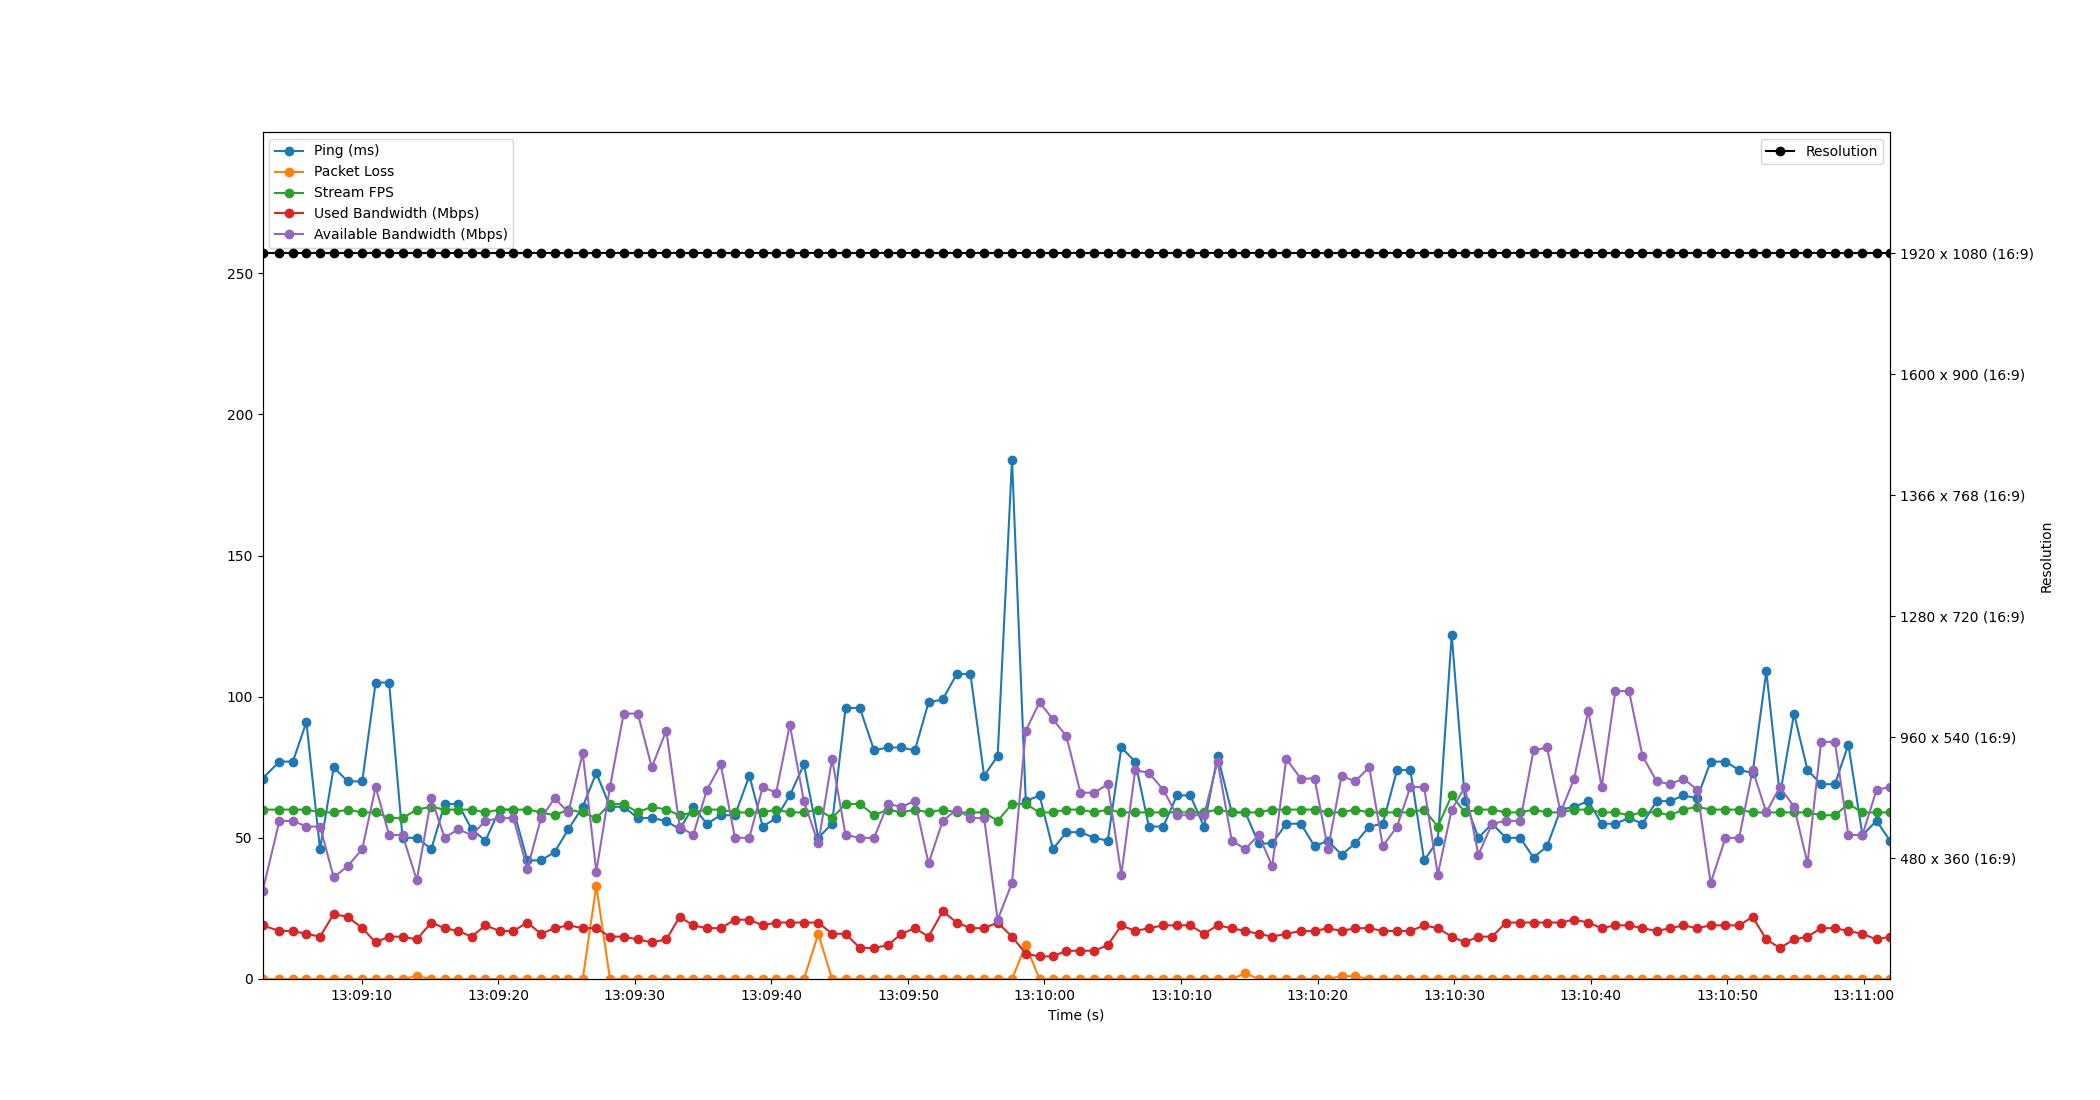 Ping (ms)
Packet Loss
Stream FPS
Used Bandwidth (Mbps)
Available Bandwidth (Mbps)
Resolution
250
200
150
100
50
0
1920 x 1080 (16:9)
1600 x 900 (16:9)
1366 x 768 (16:9)
1280 x 720 (16:9)
960 x 540 (16:9)
480 x 360 (16:9)
Resolution
13:09:10
13:09:20
13:09:30
13:09:40
13:09:50
13:10:00
13:10:10
13:10:20
13:10:30
13:10:40
13:10:50
13:11:00
Time (s)